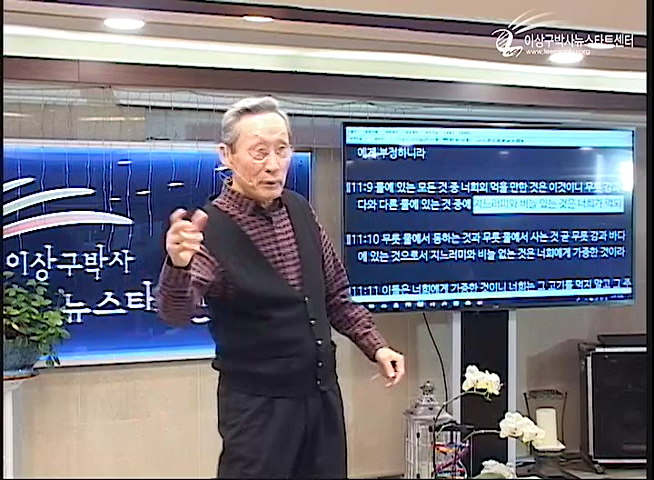 이상구박사뉴스타트센터
에게 부정하니라
11:9 물에 있는 모든 것 중 너희의 먹을 만한 것은 이것이니 무릇 강과
다와 다른 물에 있는 것 중에 지느러미와 비늘 있는 것은 너희가 먹되
11:10 무릇 물에서 동하는 것과 무릇 물에서 사는 것 곧 무릇 강과 바다
에 있는 것으로서 지느러미와 비늘 없는 것은 너희에게 가증한 것이라
11:11 이들은 너희에게 가증한 것이니 너희는 그 고기를 먹지 말고 그 주
이상구박사
뉴스타트